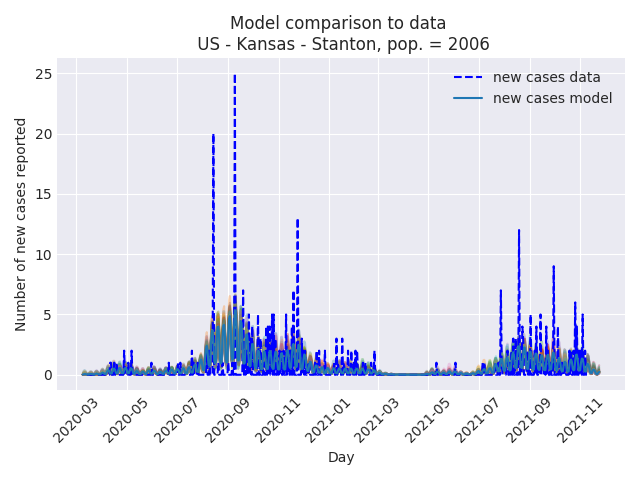 Model comparison to data
US - Kansas - Stanton, pop. = 2006
new cases data
new cases model
Number of new cases reported
25
20
15
10
5
0
2020-03
2020-05
2020-07
2020-09
2020-11
2021-01
2021-03
2021-05
2021-07
2021-09
2021-11
Day